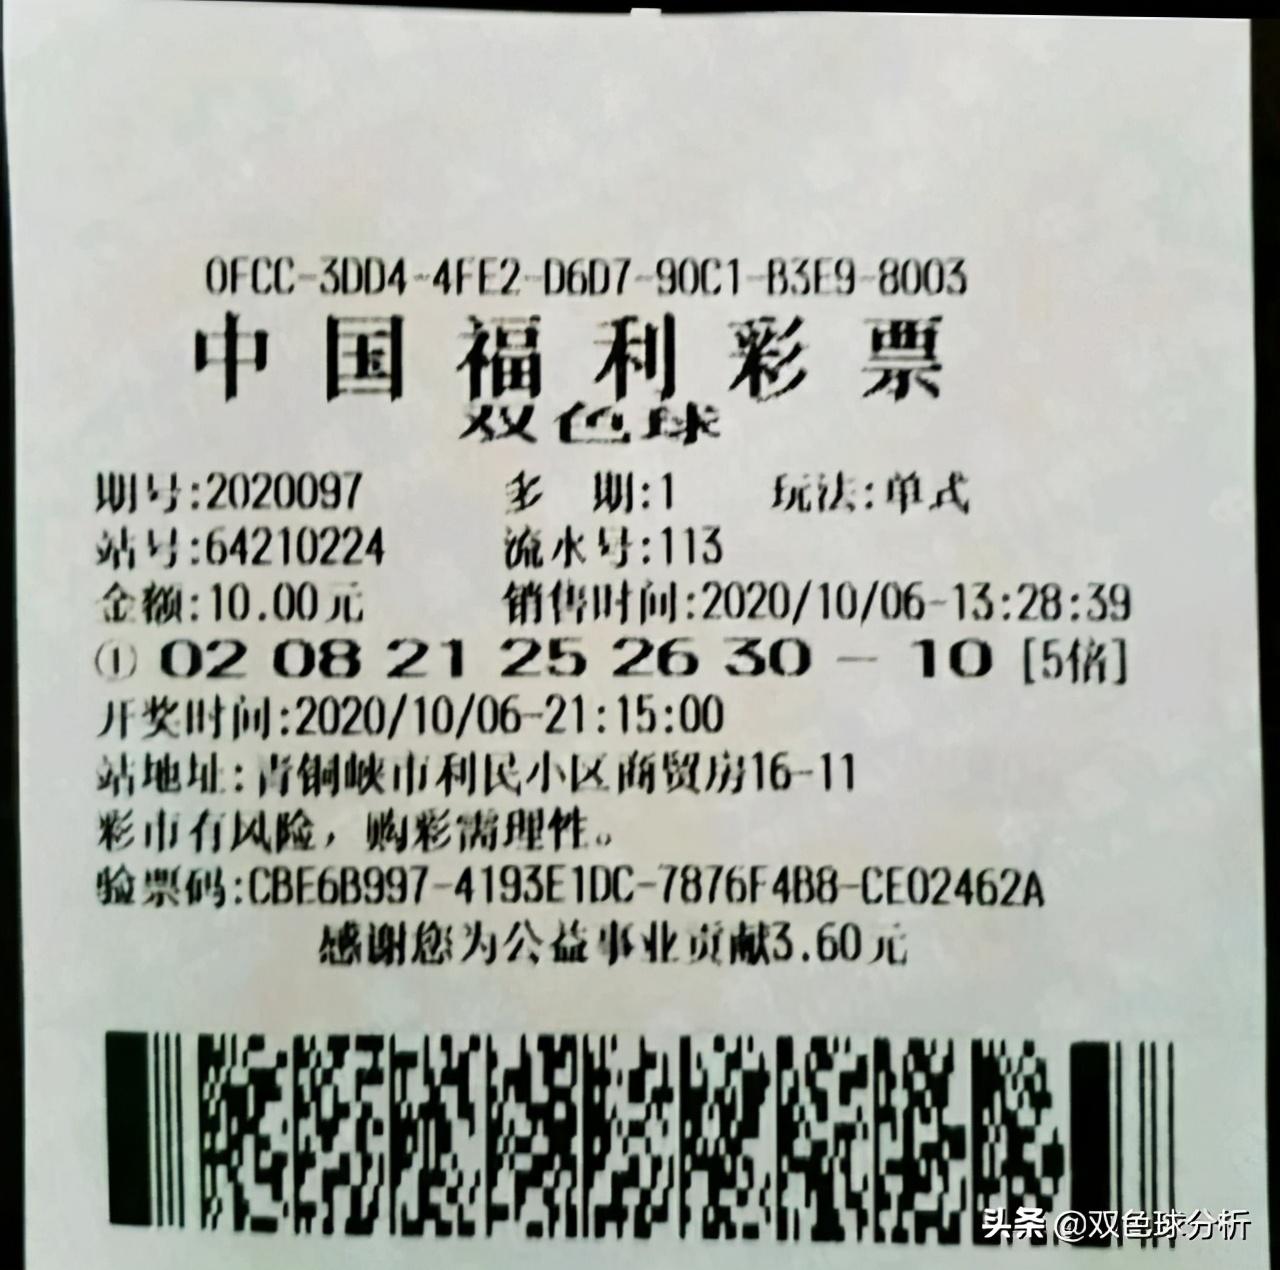 0FCC-3DD4-4FE2-D6D7-90C1-B3E9-8003
中国福利彩票
双色球
期号:2020097 多 期:1 玩法:单式
站号:64210224 流水号:113
金额:10.00元 销售时间:2020/10/06-13:28:39
① 02 08 21 25 26 30 — 10 [5倍]
开奖时间:2020/10/06-21:15:00
站地址:青铜峡市利民小区商贸房16-11
彩市有风险，购彩需理性。
验票码:CBE6B997-4193E1DC-7876F4B8-CE02462A
感谢您为公益事业贡献3.60元
头条 @双色球分析